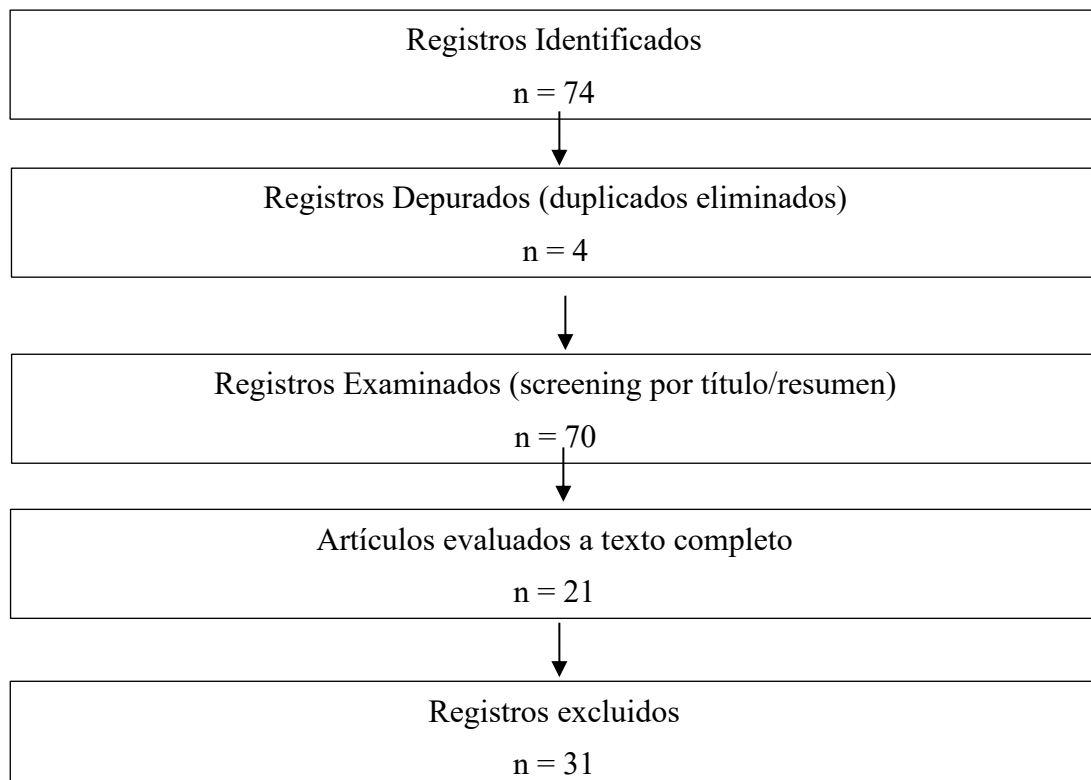 Registros Identificados
n = 74
Registros Depurados (duplicados eliminados)
n = 4
Registros Examinados (screening por título/resumen)
n = 70
Artículos evaluados a texto completo
n = 21
Registros excluidos
n = 31